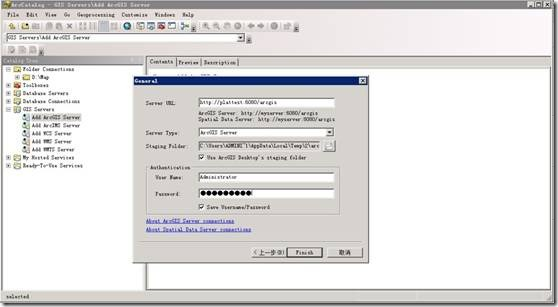 ArcCatalog - GIS Servers\Add ArcGIS Server
File Edit View Go Geoprocessing Customize Windows Help
GIS Servers\Add ArcGIS Server
Catalog Tree
Folder Connections
D:\Map
Toolboxes
Database Servers
Database Connections
GIS Servers
Add ArcGIS Server
Add ArcIMS Server
Add WCS Server
Add WMS Server
Add WMTS Server
My Hosted Services
Ready-To-Use Services
Contents Preview Description
General
Server URL: http://plattest:6080/arcgis
ArcGIS Server: http://myserver:6080/arcgis
Spatial Data Server: http://myserver:6080/arcgis
Server Type: ArcGIS Server
Staging Folder: C:\Users\ADMINI~1\AppData\Local\Temp\2\arc
Use ArcGIS Desktop's staging folder
Authentication
User Name: Administrator
Password: ●●●●●●●●●
Save Username/Password
About ArcGIS Server connections
About Spatial Data Server connections
<上一步(B) Finish 取消
selected